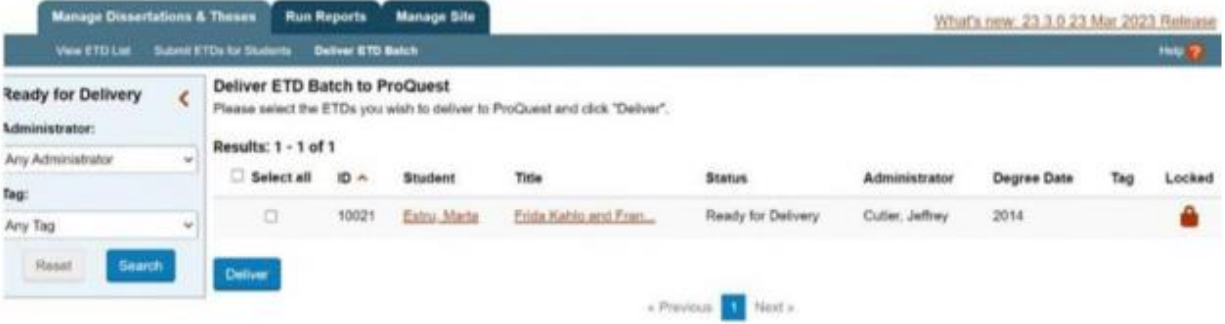 Manage Dissertations & Theses Run Reports Manage Site
What's new: 23.3.0 23 Mar 2023 Release
View ETD List Submit ETDs for Students Deliver ETD Batch Help ?
Ready for Delivery
Administrator:
Any Administrator
Tag:
Any Tag
Reset Search
Deliver ETD Batch to ProQuest
Please select the ETDs you wish to deliver to ProQuest and click "Deliver".
Results: 1 - 1 of 1
Select all ID Student Title Status Administrator Degree Date Tag Locked
10021 Estru, Marta Frida Kahlo and Fran... Ready for Delivery Cutler, Jeffrey 2014
Deliver
« Previous 1 Next »